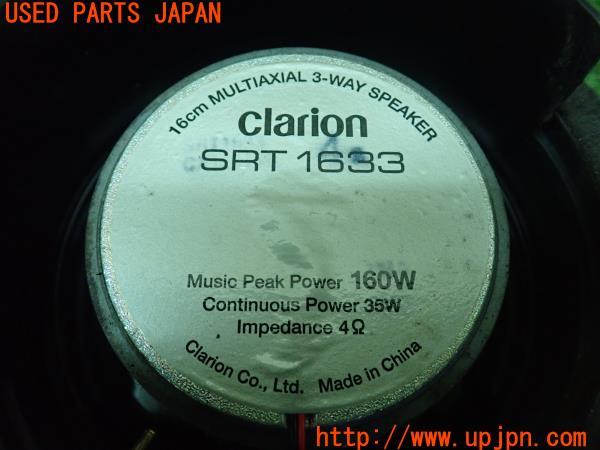 USED PARTS JAPAN
16cm MULTIAXIAL 3-WAY SPEAKER
clarion
SRT 1633
Music Peak Power 160W
Continuous Power 35W
Impedance 4Ω
Clarion Co., Ltd. Made in China
http://www.upjpn.com